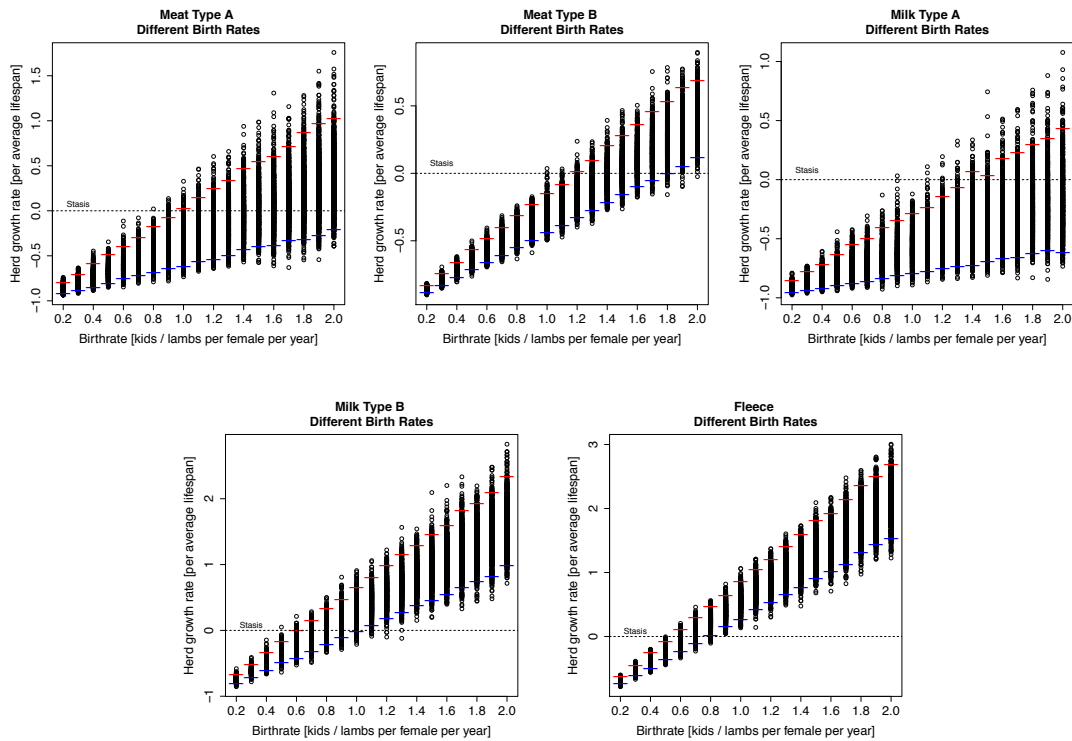 Meat Type A
Different Birth Rates
Herd growth rate [per average lifespan]
1.5
1.0
0.5
0.0
−0.5
−1.0
Stasis
0.2 0.4 0.6 0.8 1.0 1.2 1.4 1.6 1.8 2.0
Birthrate [kids / lambs per female per year]
Meat Type B
Different Birth Rates
Herd growth rate [per average lifespan]
0.5
0.0
−0.5
Stasis
0.2 0.4 0.6 0.8 1.0 1.2 1.4 1.6 1.8 2.0
Birthrate [kids / lambs per female per year]
Milk Type A
Different Birth Rates
Herd growth rate [per average lifespan]
1.0
0.5
0.0
−0.5
−1.0
Stasis
0.2 0.4 0.6 0.8 1.0 1.2 1.4 1.6 1.8 2.0
Birthrate [kids / lambs per female per year]
Milk Type B
Different Birth Rates
Herd growth rate [per average lifespan]
2
1
0
−1
Stasis
0.2 0.4 0.6 0.8 1.0 1.2 1.4 1.6 1.8 2.0
Birthrate [kids / lambs per female per year]
Fleece
Different Birth Rates
Herd growth rate [per average lifespan]
3
2
1
0
Stasis
0.2 0.4 0.6 0.8 1.0 1.2 1.4 1.6 1.8 2.0
Birthrate [kids / lambs per female per year]